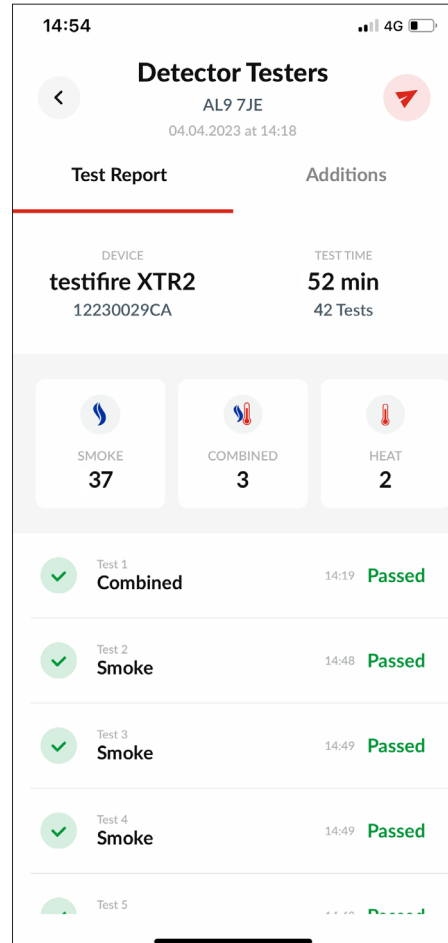 14:54
4G
Detector Testers
AL9 7JE
04.04.2023 at 14:18
Test Report
Additions
DEVICE
testifire XTR2
12230029CA
TEST TIME
52 min
42 Tests
SMOKE
37
COMBINED
3
HEAT
2
Test 1
Combined
14:19 Passed
Test 2
Smoke
14:48 Passed
Test 3
Smoke
14:49 Passed
Test 4
Smoke
14:49 Passed
Test 5